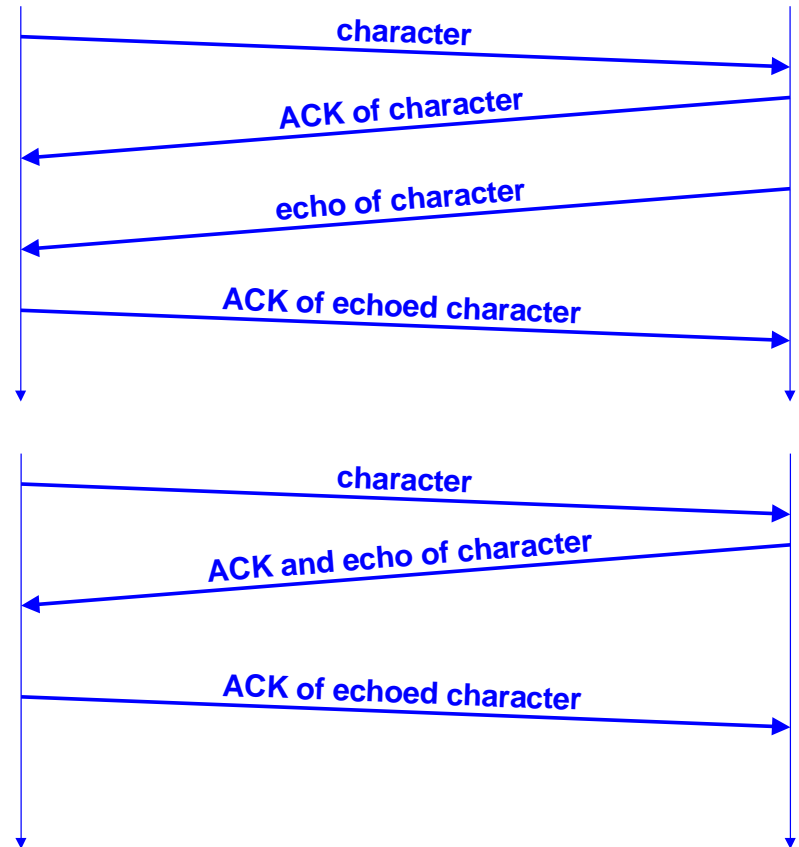 character
ACK of character
echo of character
ACK of echoed character
character
ACK and echo of character
ACK of echoed character